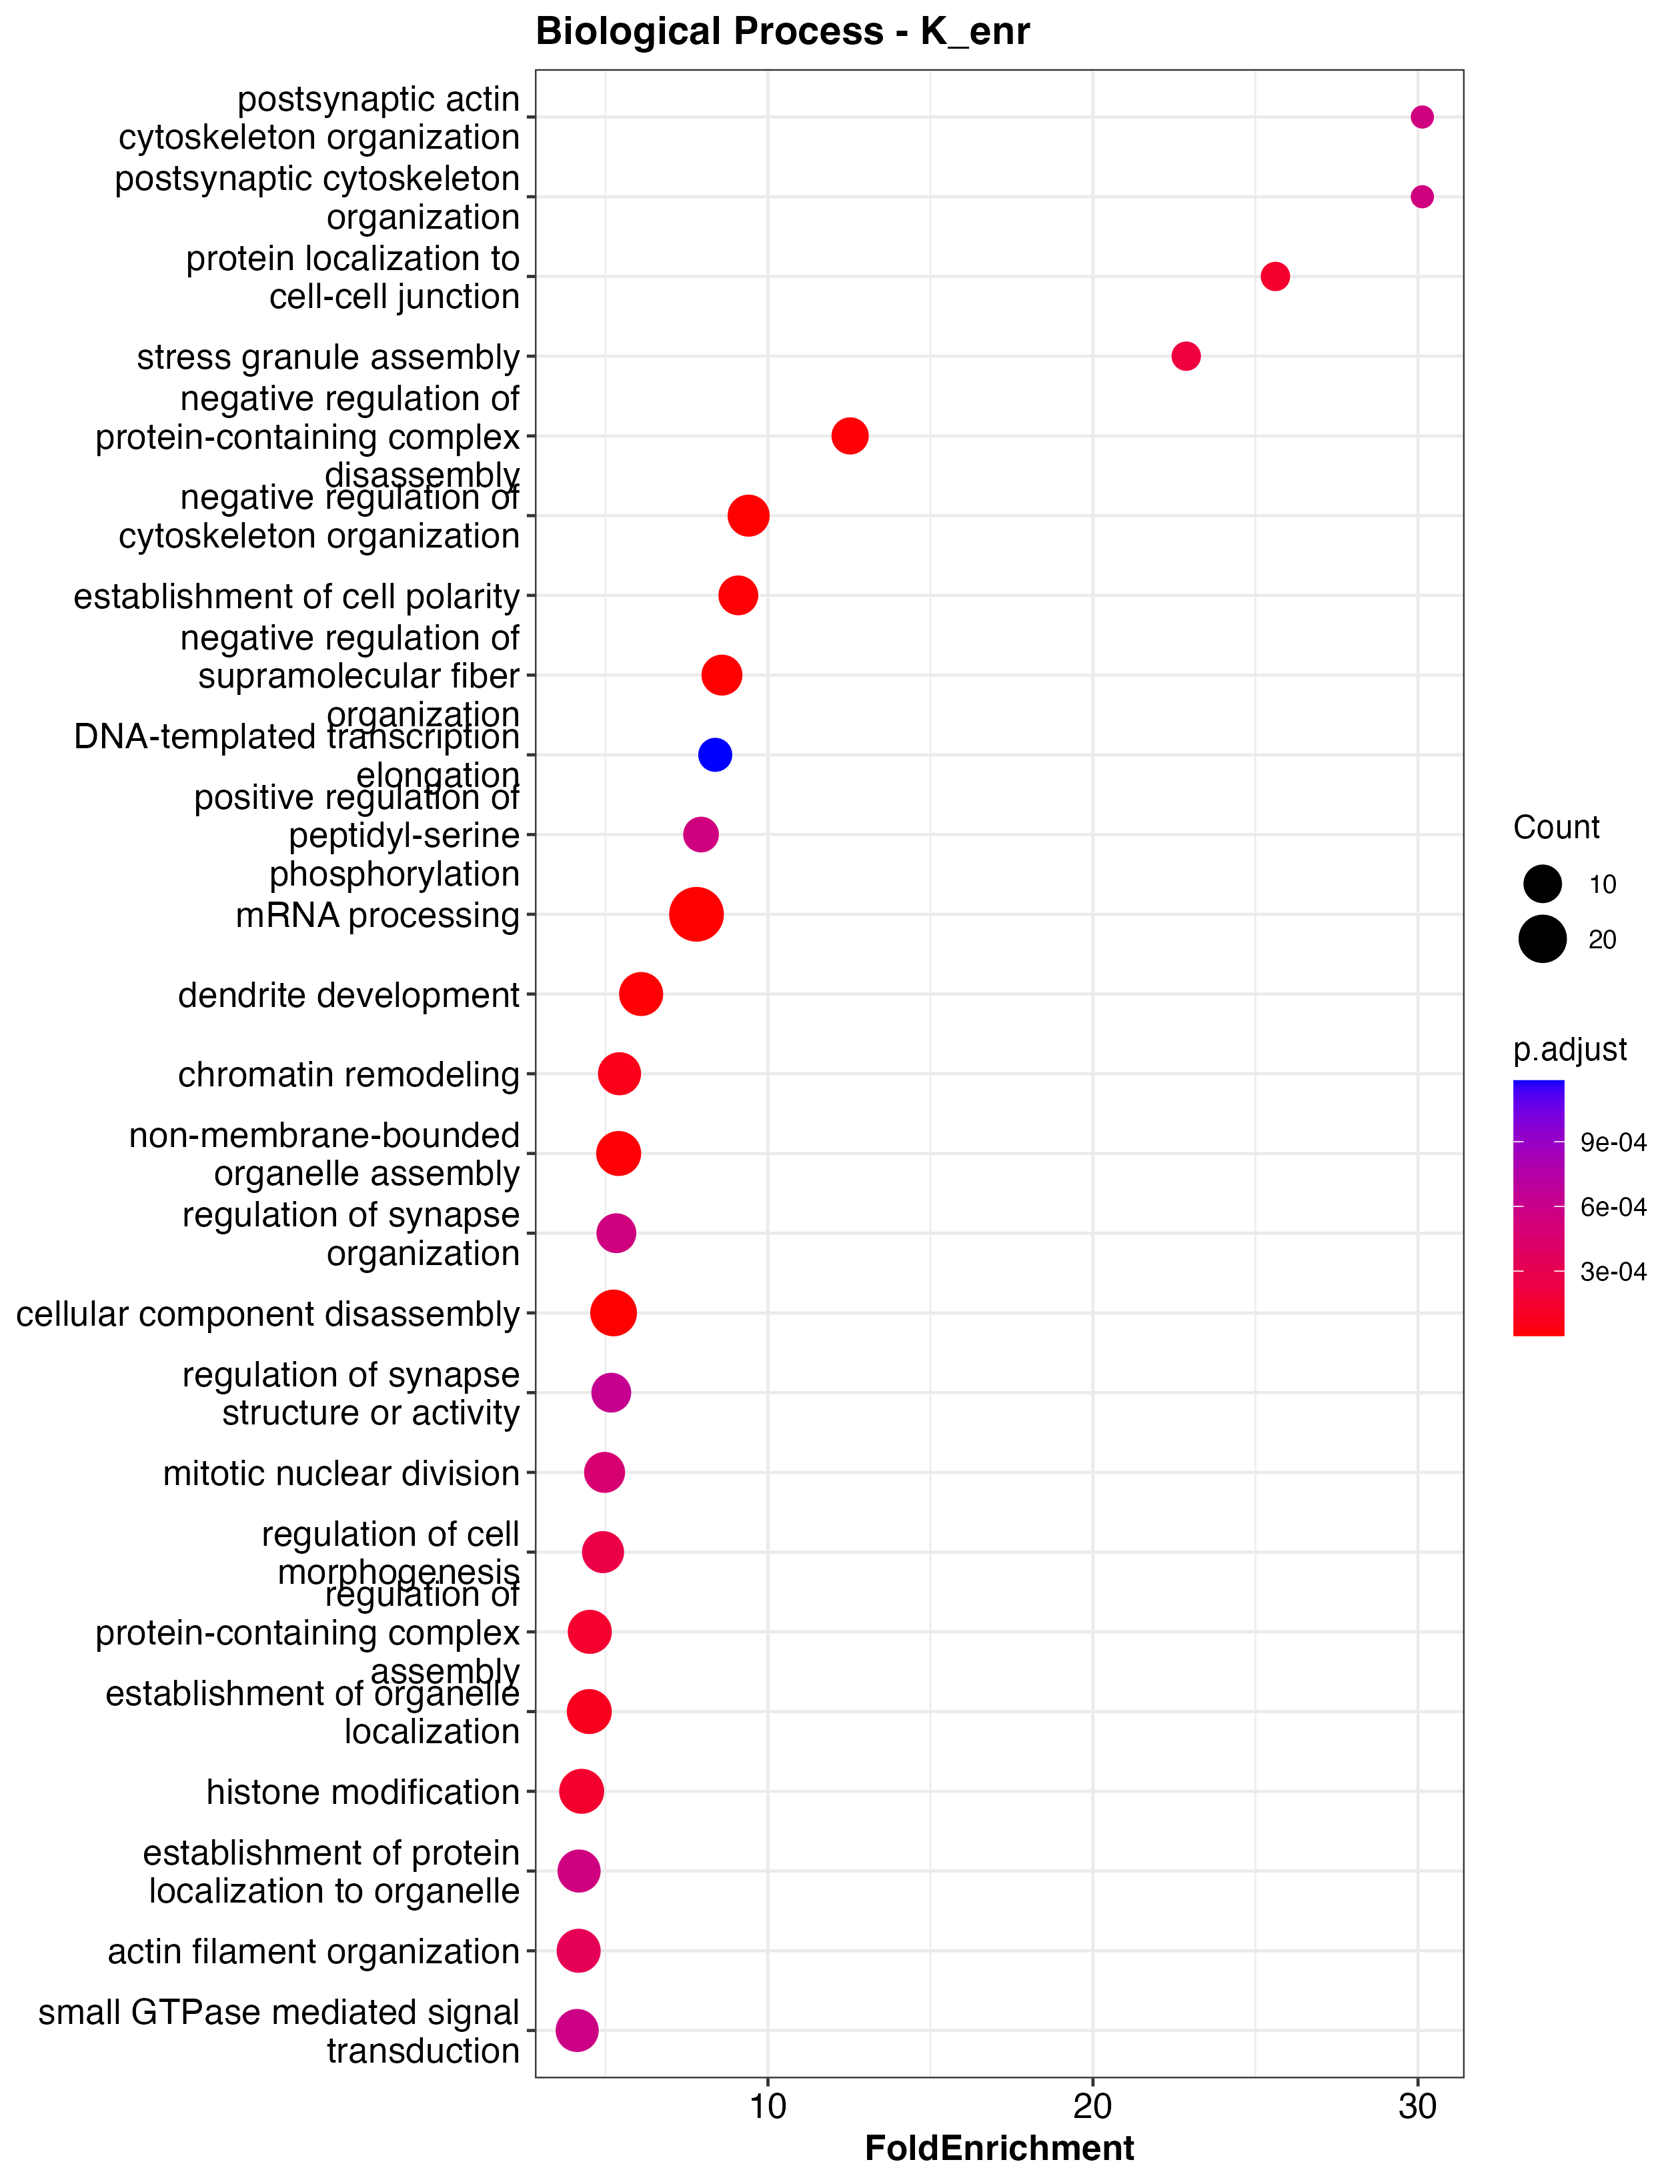 Biological Process - K_enr
postsynaptic actin
cytoskeleton organization
postsynaptic cytoskeleton
organization
protein localization to
cell-cell junction
stress granule assembly
negative regulation of
protein-containing complex
disassembly
negative regulation of
cytoskeleton organization
establishment of cell polarity
negative regulation of
supramolecular fiber
organization
DNA-templated transcription
elongation
positive regulation of
peptidyl-serine
phosphorylation
mRNA processing
dendrite development
chromatin remodeling
non-membrane-bounded
organelle assembly
regulation of synapse
organization
cellular component disassembly
regulation of synapse
structure or activity
mitotic nuclear division
regulation of cell
morphogenesis
regulation of
protein-containing complex
assembly
establishment of organelle
localization
histone modification
establishment of protein
localization to organelle
actin filament organization
small GTPase mediated signal
transduction
10
20
30
FoldEnrichment
Count
10
20
p.adjust
9e-04
6e-04
3e-04